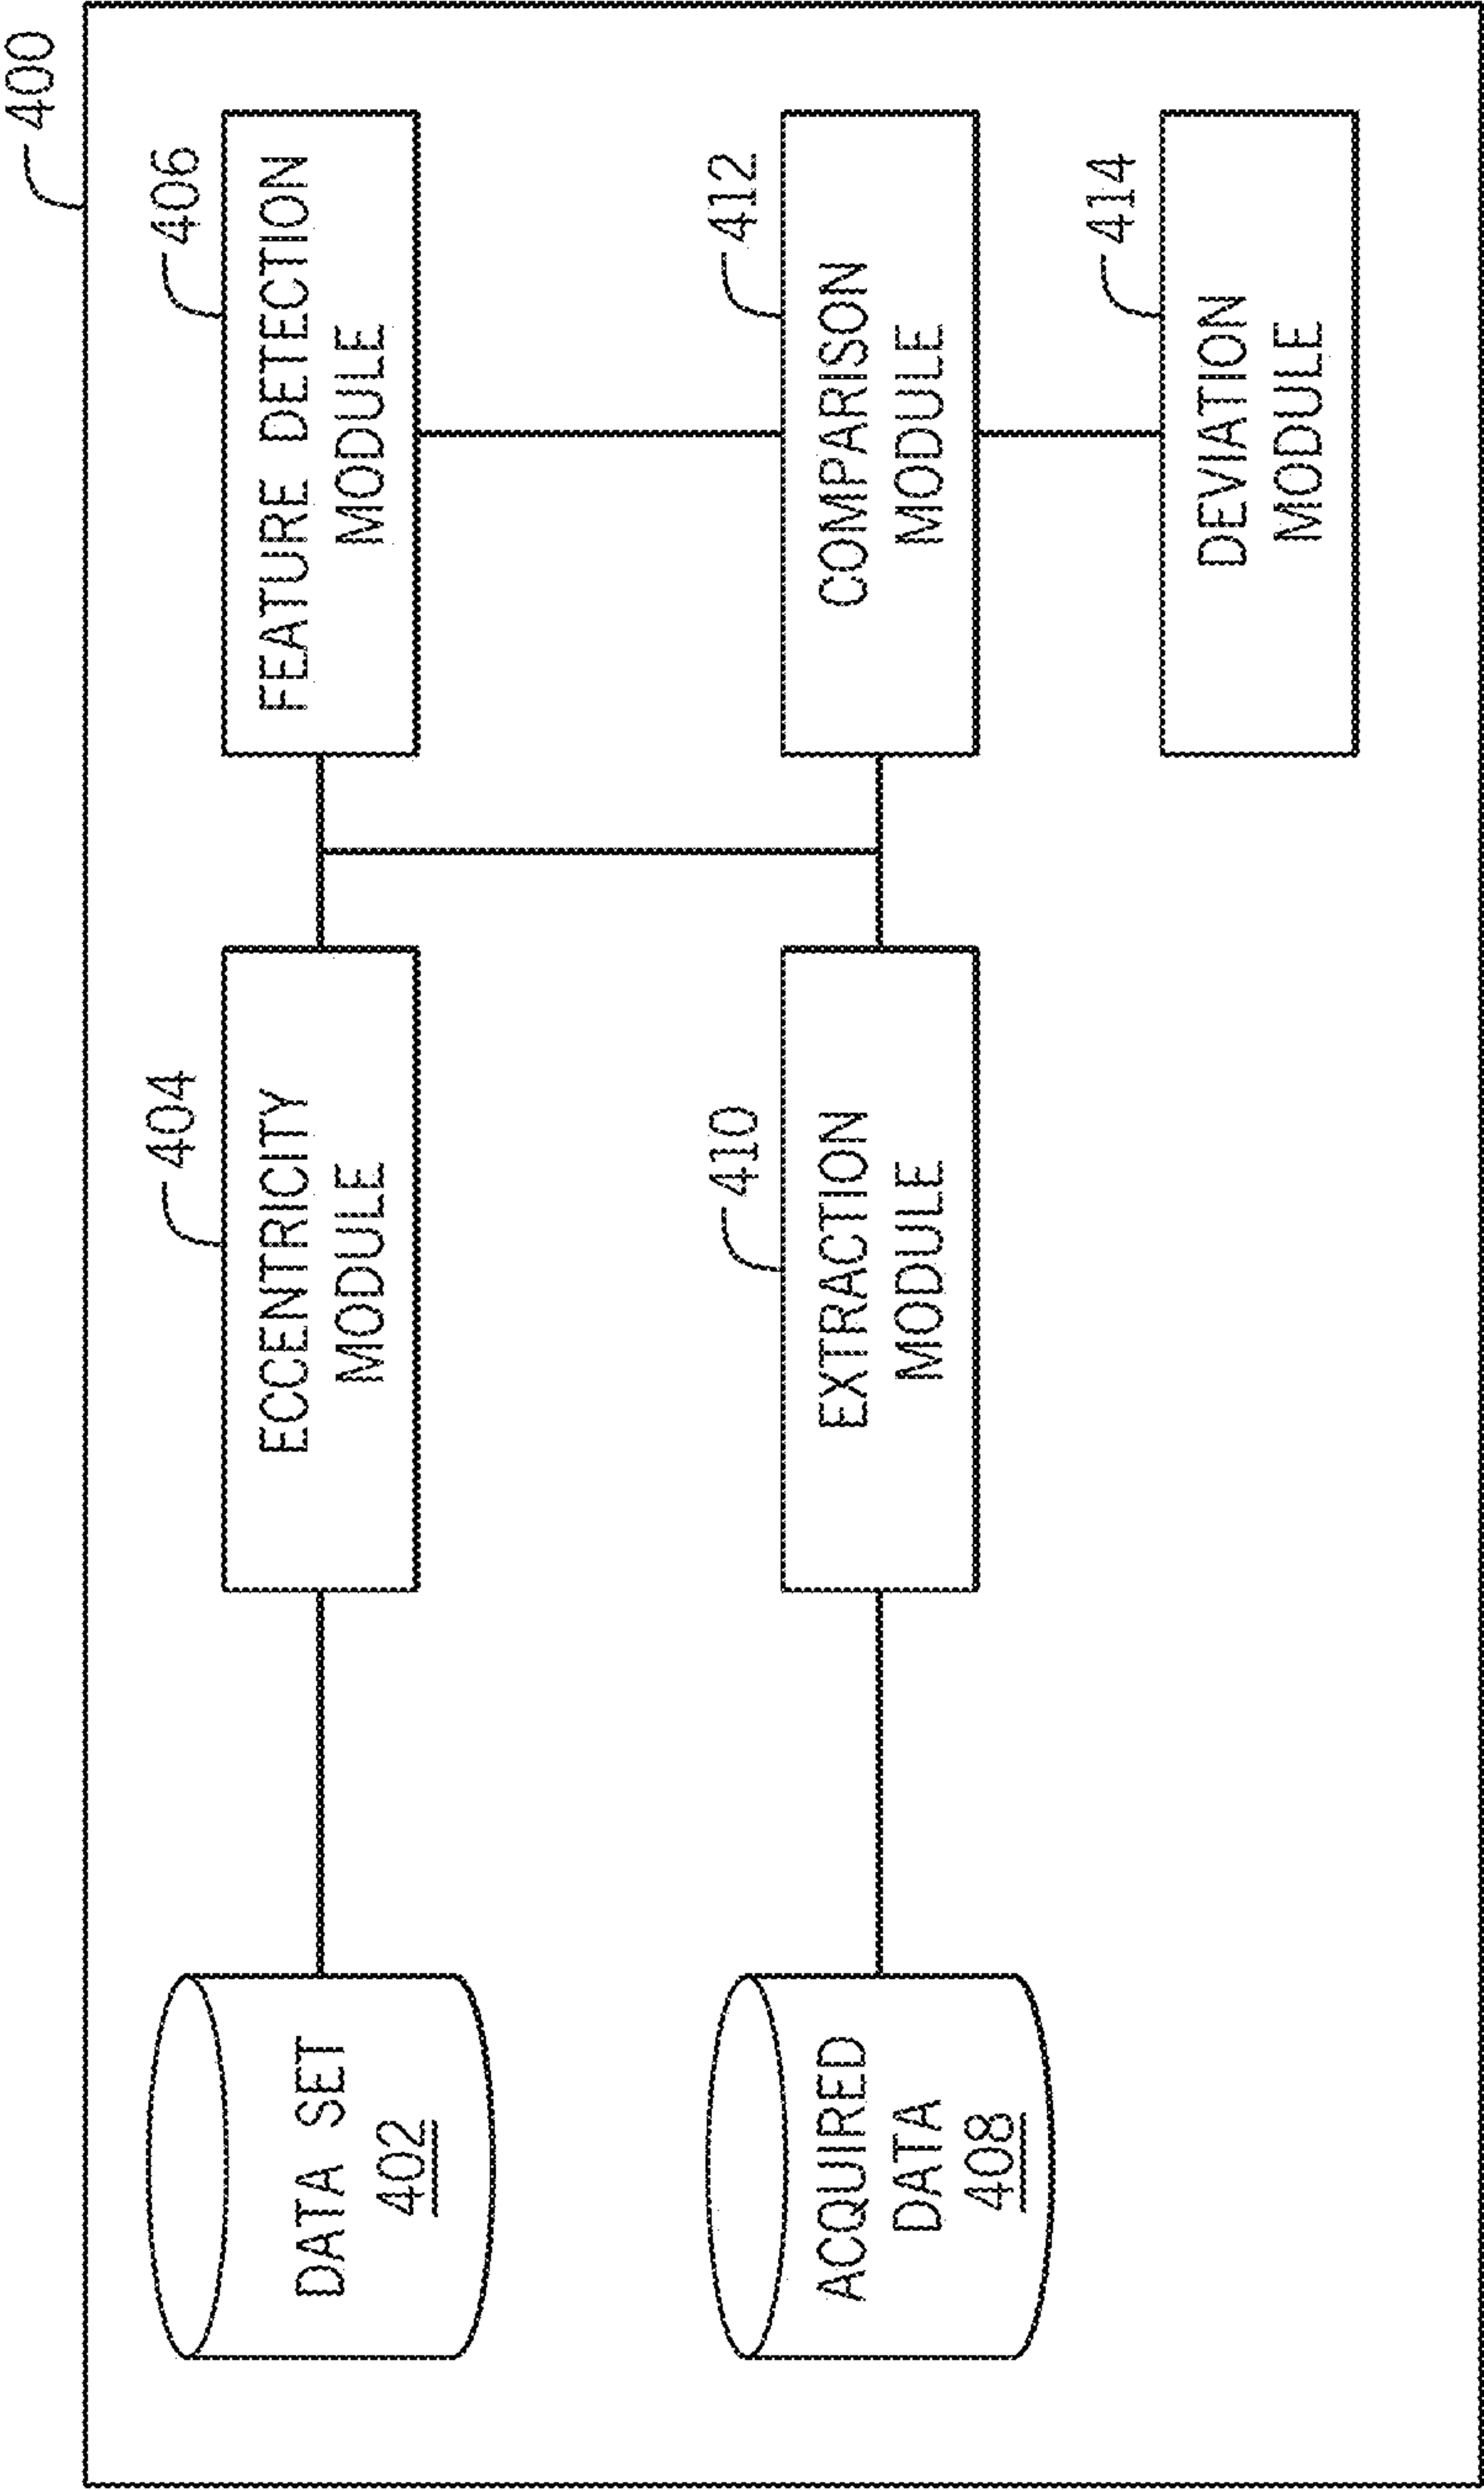 400
DATA SET
402
404
ECCENTRICITY
MODULE
406
FEATURE DETECTION
MODULE
ACQUIRED
DATA
408
410
EXTRACTION
MODULE
412
COMPARISON
MODULE
414
DEVIATION
MODULE